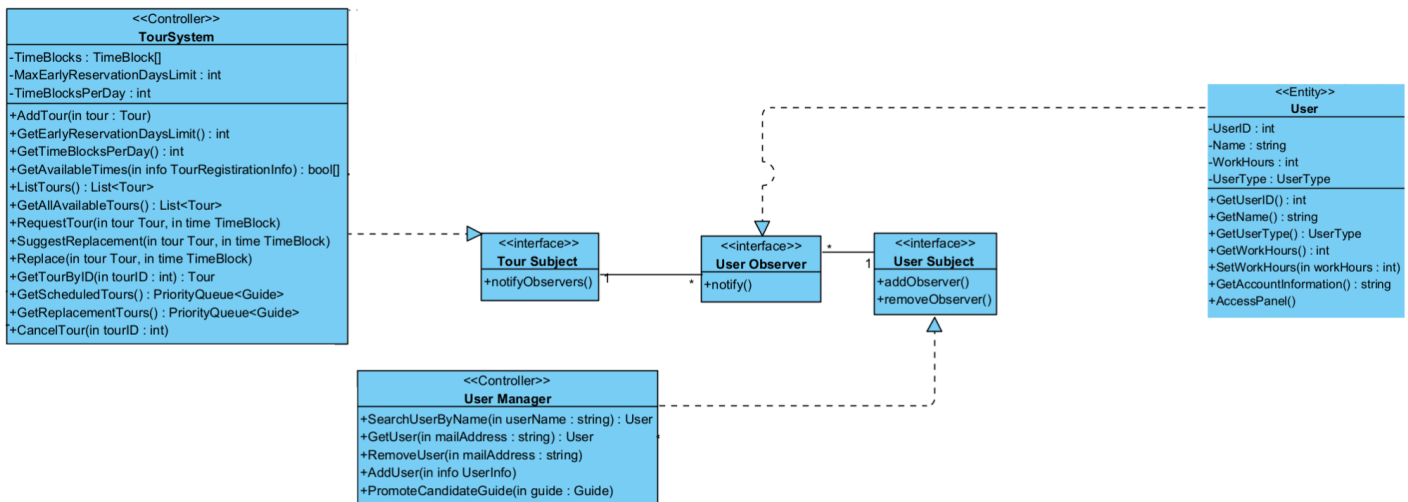 <<Controller>>
TourSystem
-TimeBlocks : TimeBlock[]
-MaxEarlyReservationDaysLimit : int
-TimeBlocksPerDay : int
+AddTour(in tour : Tour)
+GetEarlyReservationDaysLimit() : int
+GetTimeBlocksPerDay() : int
+GetAvailableTimes(in info TourRegistirationInfo) : bool[]
+ListTours() : List<Tour>
+GetAllAvailableTours() : List<Tour>
+RequestTour(in tour Tour, in time TimeBlock)
+SuggestReplacement(in tour Tour, in time TimeBlock)
+Replace(in tour Tour, in time TimeBlock)
+GetTourByID(in tourID : int) : Tour
+GetScheduledTours() : PriorityQueue<Guide>
+GetReplacementTours() : PriorityQueue<Guide>
+CancelTour(in tourID : int)
<<interface>>
Tour Subject
+notifyObservers()
1
*
<<interface>>
User Observer
+notify()
*
1
<<interface>>
User Subject
+addObserver()
+removeObserver()
<<Entity>>
User
-UserID : int
-Name : string
-WorkHours : int
-UserType : UserType
+GetUserID() : int
+GetName() : string
+GetUserType() : UserType
+GetWorkHours() : int
+SetWorkHours(in workHours : int)
+GetAccountInformation() : string
+AccessPanel()
<<Controller>>
User Manager
+SearchUserByName(in userName : string) : User
+GetUser(in mailAddress : string) : User
+RemoveUser(in mailAddress : string)
+AddUser(in info UserInfo)
+PromoteCandidateGuide(in guide : Guide)
*